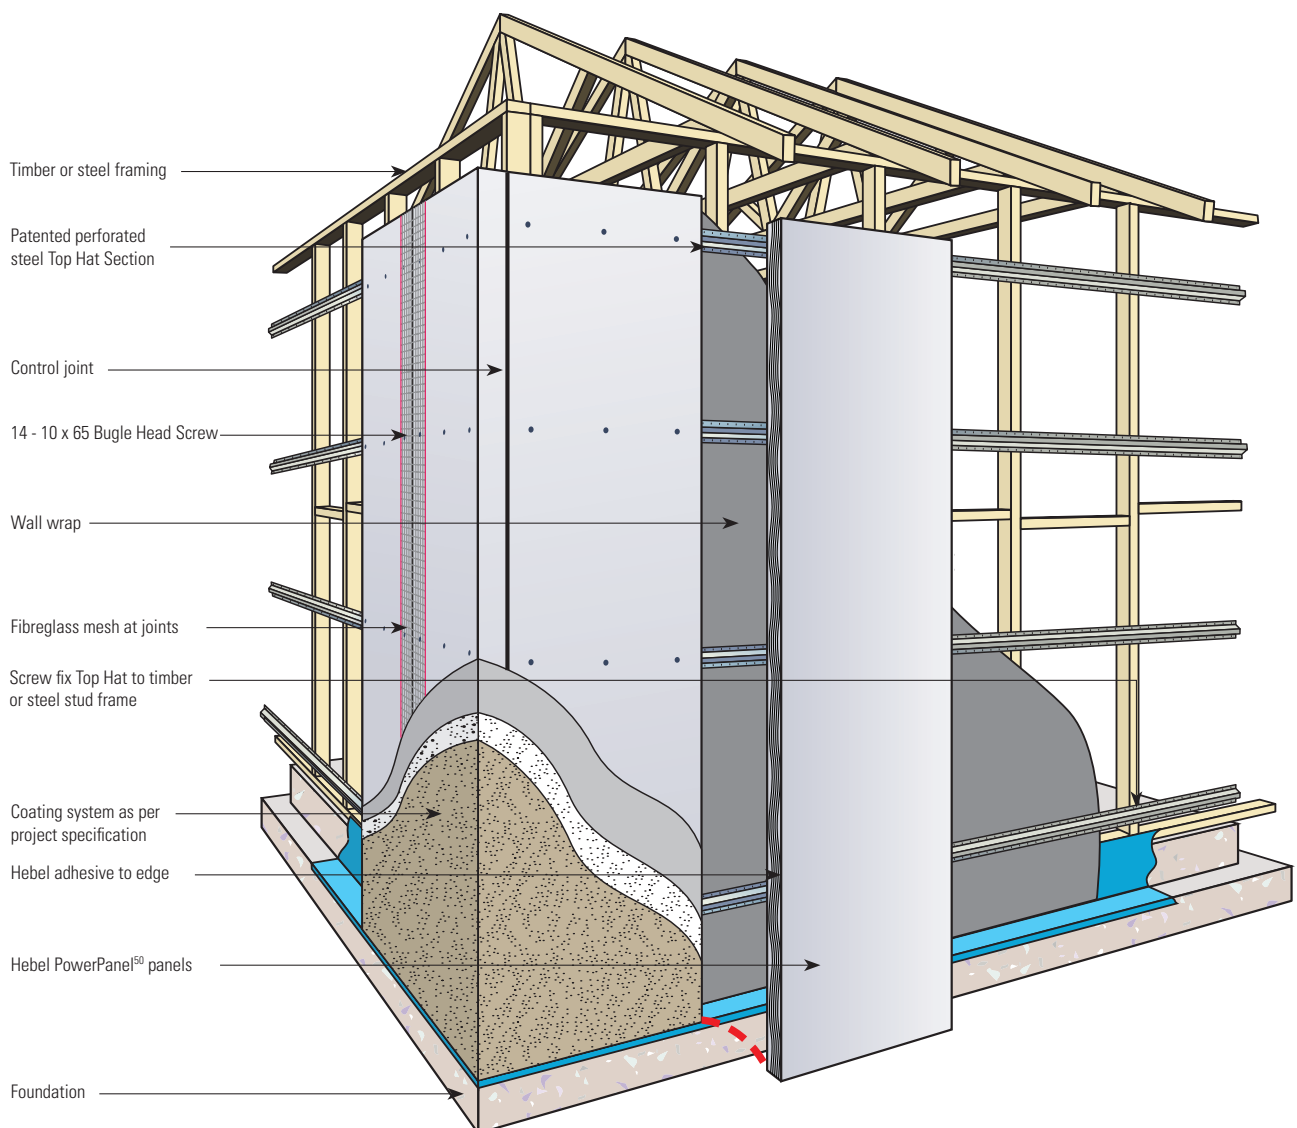 Timber or steel framing
Patented perforated
steel Top Hat Section
Control joint
14 - 10 x 65 Bugle Head Screw
Wall wrap
Fibreglass mesh at joints
Screw fix Top Hat to timber
or steel stud frame
Coating system as per
project specification
Hebel adhesive to edge
Hebel PowerPanel⁵⁰ panels
Foundation